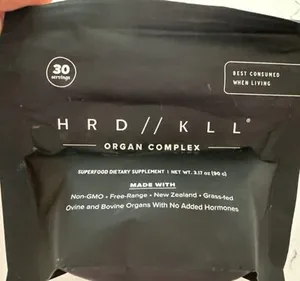 30
servings
BEST CONSUMED
WHEN LIVING
HRD// KLL®
ORGAN COMPLEX
SUPERFOOD DIETARY SUPPLEMENT | NET WT. 3.17 oz (90 G)
MADE WITH
Non-GMO • Free-Range • New Zealand • Grass-fed
Ovine and Bovine Organs With No Added Hormones